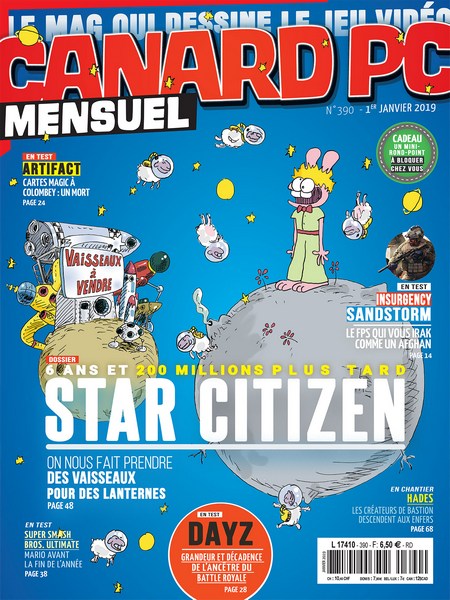 LE MAG QUI DESSINE LE JEU VIDÉO
CANARD PC
MENSUEL
N°390 - 1ER JANVIER 2019
CADEAU
UN MINI-
ROND-POINT
À BLOQUER
CHEZ VOUS
EN TEST
ARTIFACT
CARTES MAGIC À
COLOMBEY : UN MORT
PAGE 24
VAISSEAUX
à
VENDRE
EN TEST
INSURGENCY
SANDSTORM
LE FPS QUI VOUS IRAK
COMME UN AFGHAN
PAGE 14
DOSSIER
6 ANS ET 200 MILLIONS PLUS TARD
STAR CITIZEN
ON NOUS FAIT PRENDRE
DES VAISSEAUX
POUR DES LANTERNES
PAGE 48
EN CHANTIER
HADES
LES CRÉATEURS DE BASTION
DESCENDENT AUX ENFERS
PAGE 68
EN TEST
SUPER SMASH
BROS. ULTIMATE
MARIO AVANT
LA FIN DE L'ANNÉE
PAGE 38
EN TEST
DAYZ
GRANDEUR ET DÉCADENCE
DE L'ANCÊTRE DU
BATTLE ROYALE
PAGE 28
L 17410 - 390 - F: 6,50 € - RD